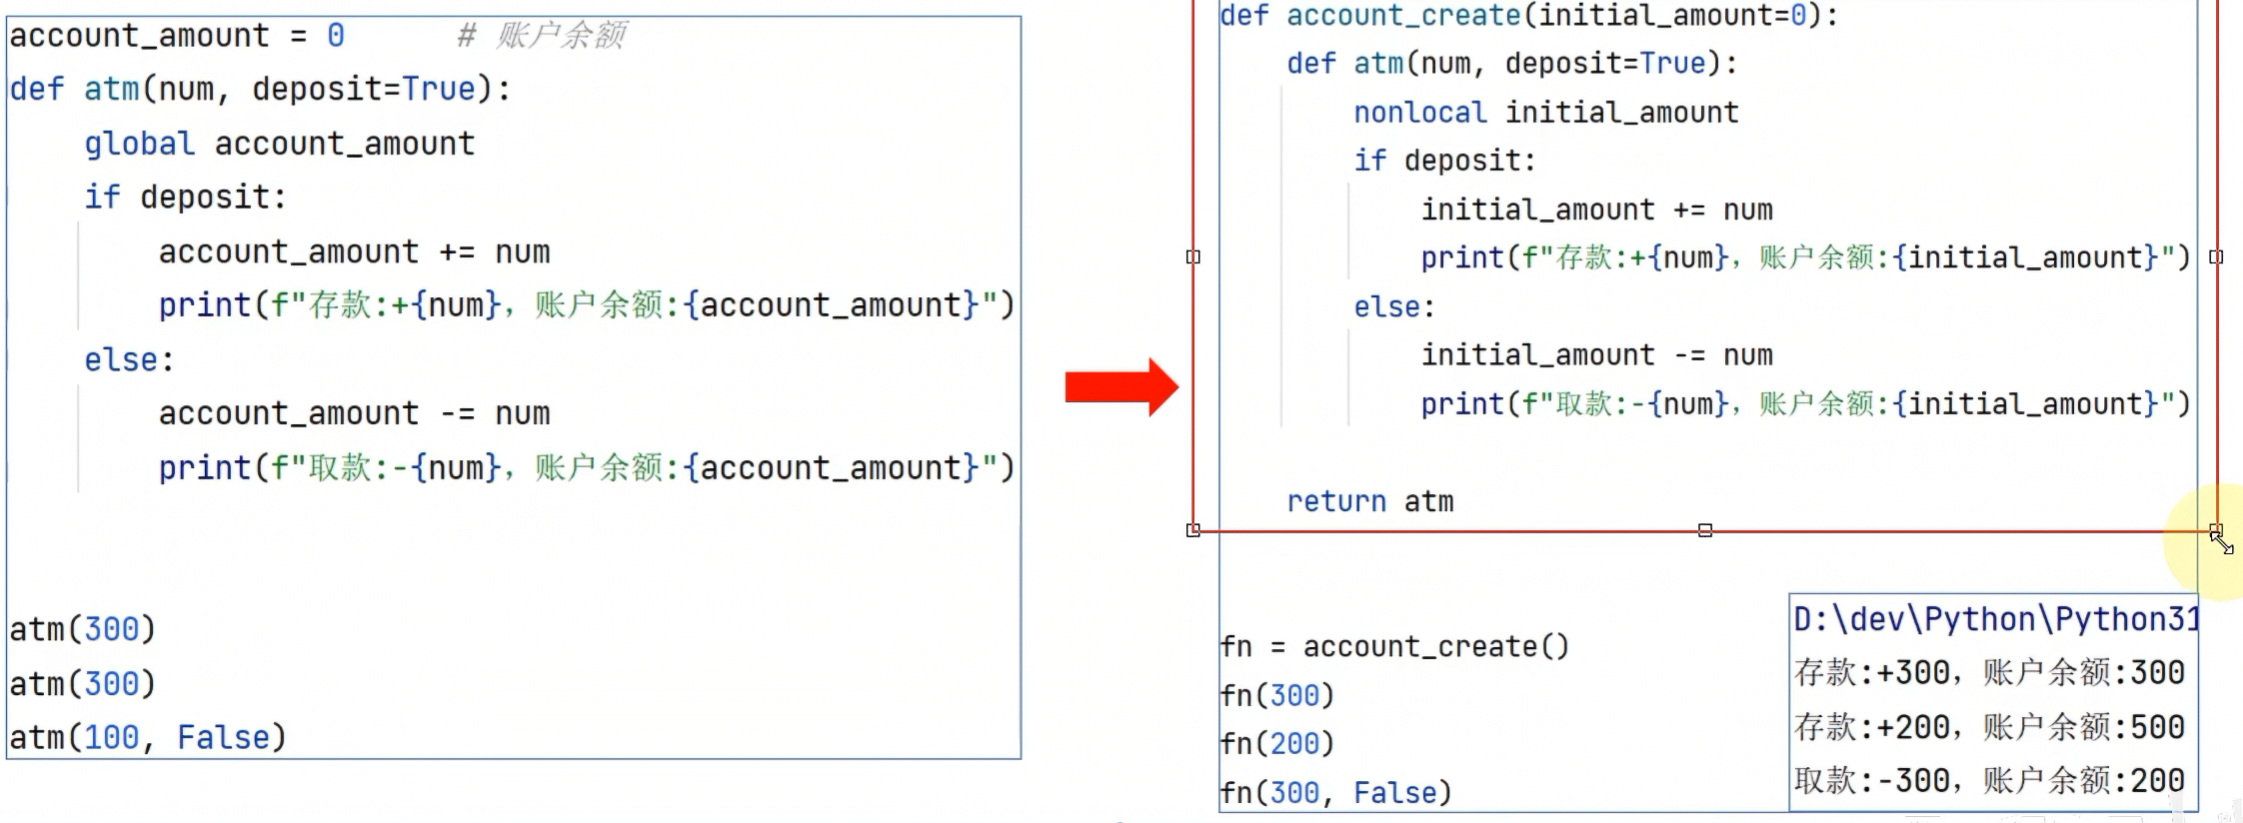 account_amount = 0      # 账户余额
def atm(num, deposit=True):
    global account_amount
    if deposit:
        account_amount += num
        print(f"存款:+{num}, 账户余额:{account_amount}")
    else:
        account_amount -= num
        print(f"取款:-{num}, 账户余额:{account_amount}")
atm(300)
atm(300)
atm(100, False)
def account_create(initial_amount=0):
    def atm(num, deposit=True):
        nonlocal initial_amount
        if deposit:
            initial_amount += num
            print(f"存款:+{num}, 账户余额:{initial_amount}")
        else:
            initial_amount -= num
            print(f"取款:-{num}, 账户余额:{initial_amount}")
    return atm
fn = account_create()
fn(300)
fn(200)
fn(300, False)
D:\dev\Python\Python31
存款:+300, 账户余额:300
存款:+200, 账户余额:500
取款:-300, 账户余额:200